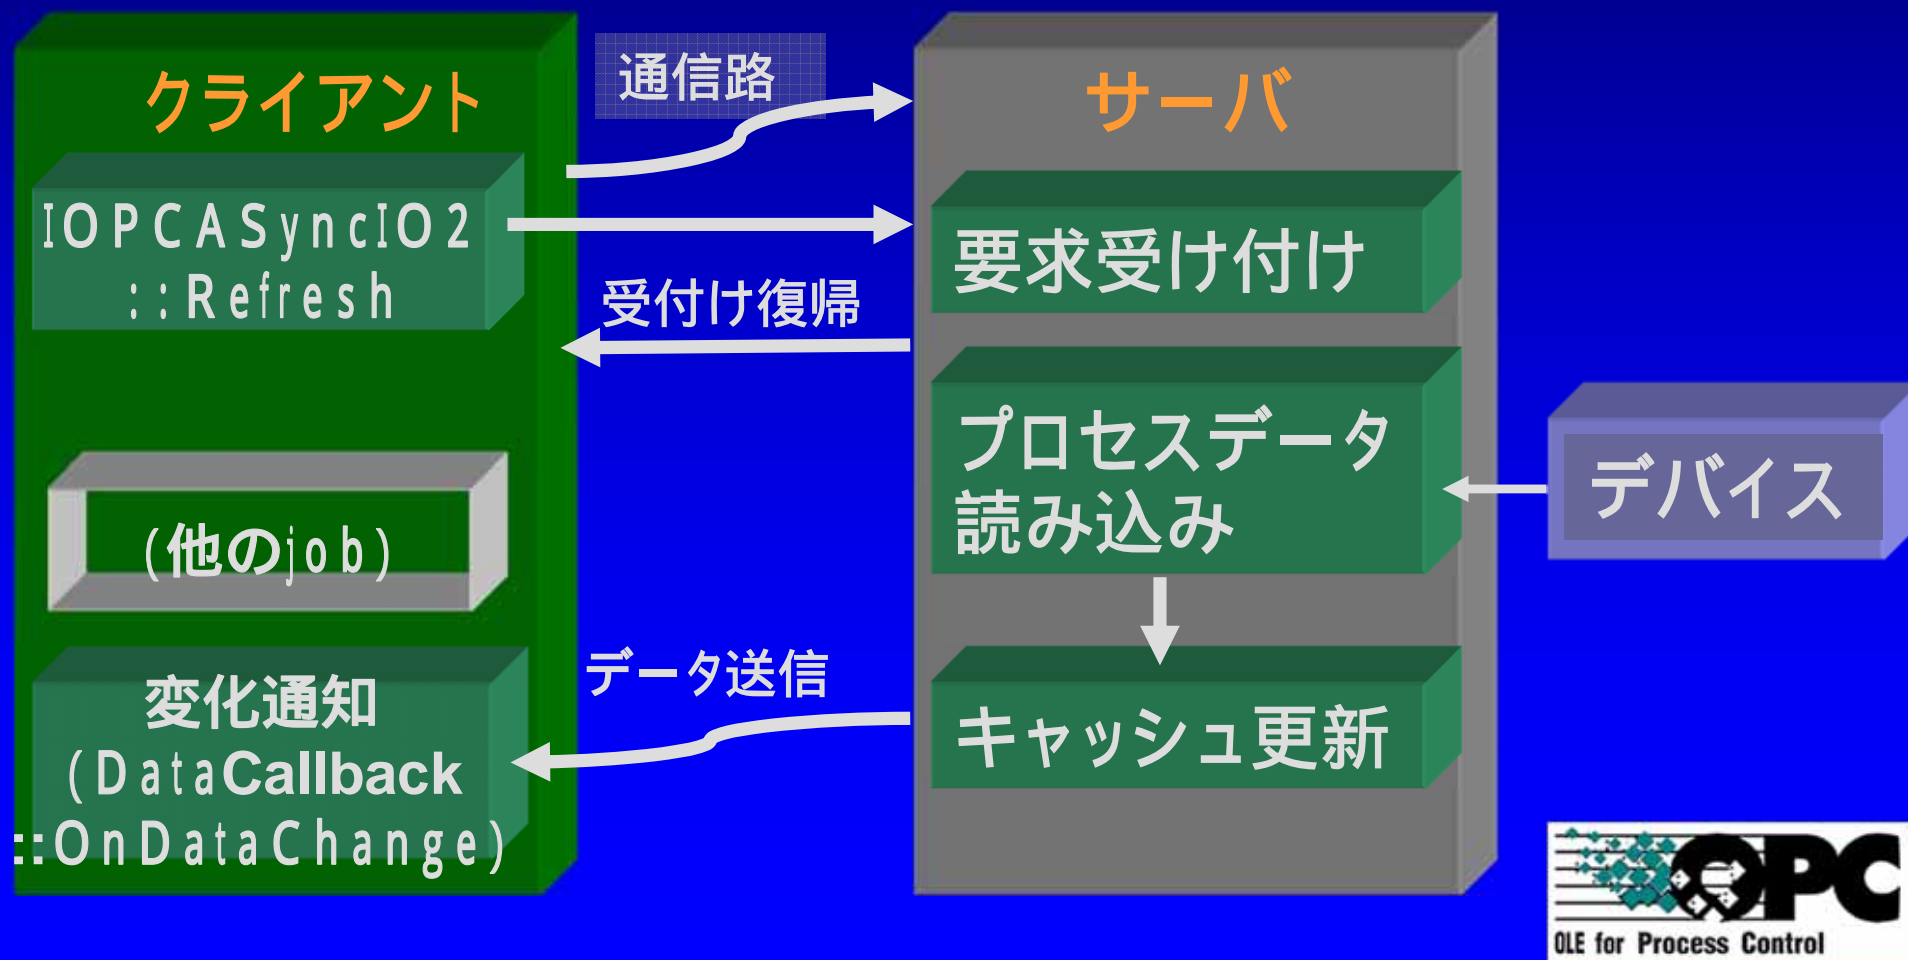 クライアント
通信路
サーバ
IOPCASyncIO2
::Refresh
要求受け付け
受付け復帰
プロセスデータ
読み込み
デバイス
(他のjob)
データ送信
変化通知
(DataCallback
::OnDataChange)
キャッシュ更新
OPC
OLE for Process Control